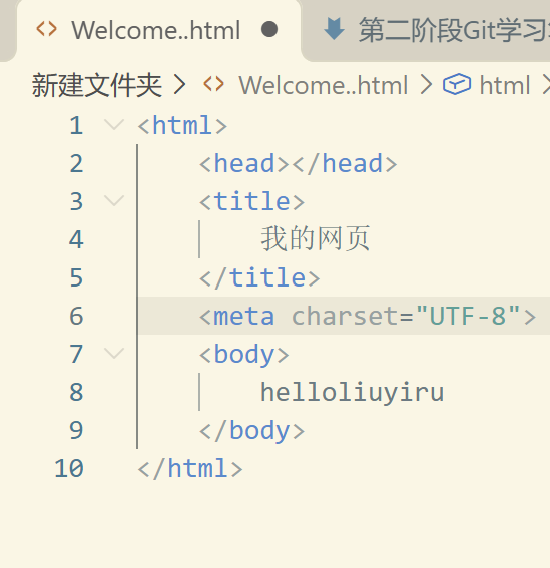 Welcome..html ● 第二阶段Git学习
新建文件夹 > Welcome..html > html >
1 <html>
2 <head></head>
3 <title>
4 我的网页
5 </title>
6 <meta charset="UTF-8">
7 <body>
8 helloliuyiru
9 </body>
10 </html>